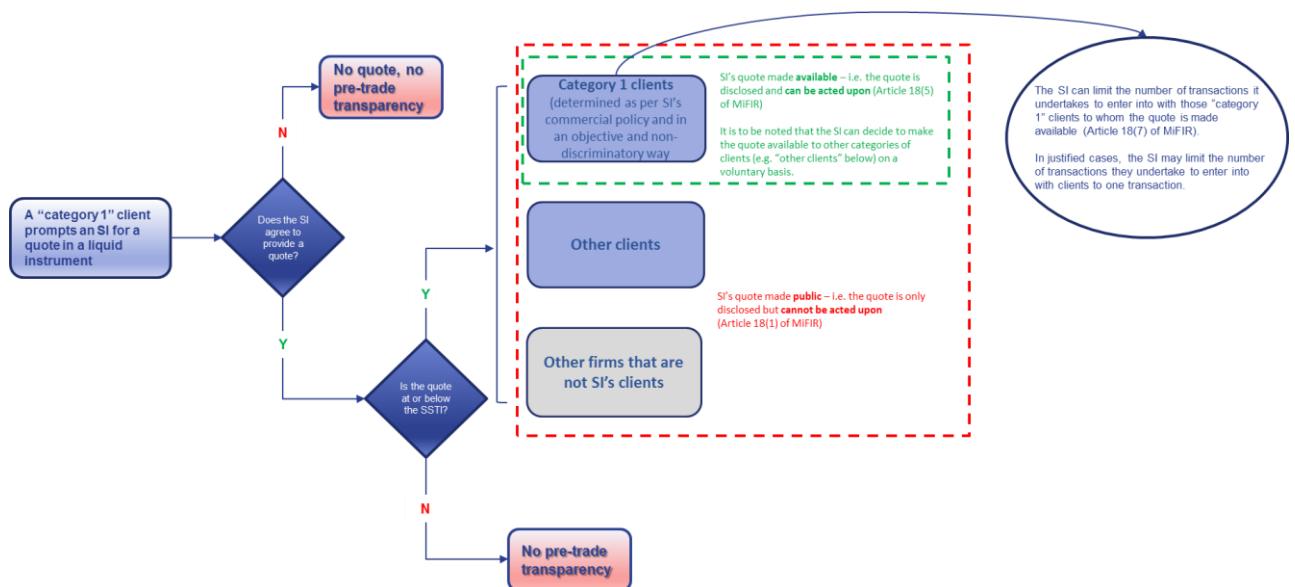 No quote, no
pre-trade
transparency
N
A “category 1” client
prompts an SI for a
quote in a liquid
instrument
Does the SI
agree to
provide a
quote?
Y
Y
Is the quote
at or below
the SSTI?
N
No pre-trade
transparency
Category 1 clients
(determined as per SI’s
commercial policy and in
an objective and non-
discriminatory way
SI’s quote made available – i.e. the quote is
disclosed and can be acted upon (Article 18(5)
of MiFIR)
It is to be noted that the SI can decide to make
the quote available to other categories of
clients (e.g. “other clients” below) on a
voluntary basis.
Other clients
Other firms that are
not SI’s clients
SI’s quote made public – i.e. the quote is only
disclosed but cannot be acted upon
(Article 18(1) of MiFIR)
The SI can limit the number of transactions it
undertakes to enter into with those “category
1” clients to whom the quote is made
available (Article 18(7) of MiFIR).
In justified cases, the SI may limit the number
of transactions they undertake to enter into
with clients to one transaction.